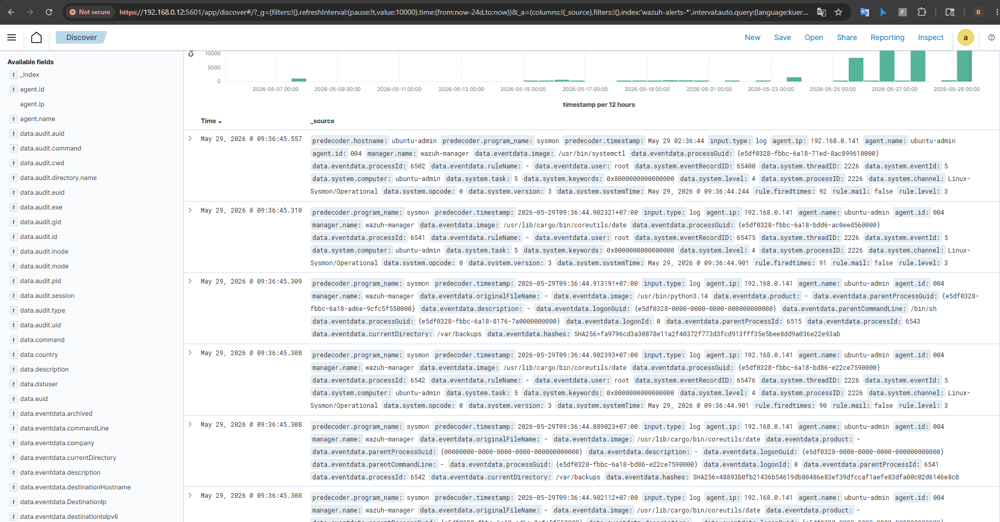 Not secure
https://192.168.0.12:5601/app/discover#/?_g=(filters:!(),refreshInterval:(pause:!t,value:10000),time:(from:now-24d,to:now))&_a=(columns:!(_source),filters:!(),index:'wazuh-alerts-*',interval:auto,query:(language:kuer...
F
B
Discover
New
Save
Open
Share
Reporting
Inspect
a
Available fields
t _index
t agent.id
agent.ip
t agent.name
t data.audit.auid
t data.audit.command
t data.audit.cwd
t data.audit.directory.name
t data.audit.euid
t data.audit.exe
t data.audit.gid
t data.audit.id
t data.audit.inode
t data.audit.mode
t data.audit.pid
t data.audit.session
t data.audit.type
t data.audit.uid
t data.command
t data.country
t data.description
t data.dstuser
t data.euid
t data.eventdata.archived
t data.eventdata.commandLine
t data.eventdata.company
t data.eventdata.currentDirectory
t data.eventdata.description
t data.eventdata.destinationHostname
t data.eventdata.DestinationIp
t data.eventdata.destinationIsIpv6
10000
5000
0
2026-05-07 00:00 2026-05-09 00:00 2026-05-11 00:00 2026-05-13 00:00 2026-05-15 00:00 2026-05-17 00:00 2026-05-19 00:00 2026-05-21 00:00 2026-05-23 00:00 2026-05-25 00:00 2026-05-27 00:00 2026-05-29 00:00
timestamp per 12 hours
Time _source
May 29, 2026 @ 09:36:45.557
predecoder.hostname: ubuntu-admin predecoder.program_name: sysmon predecoder.timestamp: May 29 02:36:44 input.type: log agent.ip: 192.168.0.141 agent.name: ubuntu-admin
agent.id: 004 manager.name: wazuh-manager data.eventdata.image: /usr/bin/systemctl data.eventdata.processGuid: {e5df0328-fbbc-6a18-71ed-8ac899610000}
data.eventdata.processId: 6502 data.eventdata.ruleName: - data.eventdata.user: root data.system.eventRecordID: 65400 data.system.threadID: 2226 data.system.eventId: 5
data.system.computer: ubuntu-admin data.system.task: 5 data.system.keywords: 0x8000000000000000 data.system.level: 4 data.system.processID: 2226 data.system.channel: Linux-
Sysmon/Operational data.system.opcode: 0 data.system.version: 3 data.system.systemTime: May 29, 2026 @ 09:36:44.244 rule.firedtimes: 92 rule.mail: false rule.level: 3
May 29, 2026 @ 09:36:45.310
predecoder.program_name: sysmon predecoder.timestamp: 2026-05-29T09:36:44.902321+07:00 input.type: log agent.ip: 192.168.0.141 agent.name: ubuntu-admin agent.id: 004
manager.name: wazuh-manager data.eventdata.image: /usr/lib/cargo/bin/coreutils/date data.eventdata.processGuid: {e5df0328-fbbc-6a18-bdd6-ac0eed560000}
data.eventdata.processId: 6541 data.eventdata.ruleName: - data.eventdata.user: root data.system.eventRecordID: 65475 data.system.threadID: 2226 data.system.eventId: 5
data.system.computer: ubuntu-admin data.system.task: 5 data.system.keywords: 0x8000000000000000 data.system.level: 4 data.system.processID: 2226 data.system.channel: Linux-
Sysmon/Operational data.system.opcode: 0 data.system.version: 3 data.system.systemTime: May 29, 2026 @ 09:36:44.901 rule.firedtimes: 91 rule.mail: false rule.level: 3
May 29, 2026 @ 09:36:45.309
predecoder.program_name: sysmon predecoder.timestamp: 2026-05-29T09:36:44.913191+07:00 input.type: log agent.ip: 192.168.0.141 agent.name: ubuntu-admin agent.id: 004
manager.name: wazuh-manager data.eventdata.originalFileName: - data.eventdata.image: /usr/bin/python3.14 data.eventdata.product: - data.eventdata.parentProcessGuid: {e5df0328-
fbbc-6a18-ad6e-9cfc5f550000} data.eventdata.description: - data.eventdata.logonGuid: {e5df0328-0000-0000-0000-000000000000} data.eventdata.parentCommandLine: /bin/sh
data.eventdata.processGuid: {e5df0328-fbbc-6a18-8176-7a0000000000} data.eventdata.logonId: 0 data.eventdata.parentProcessId: 6515 data.eventdata.processId: 6543
data.eventdata.currentDirectory: /var/backups data.eventdata.hashes: SHA256=fa9796cd3a30878e11a2f40372f773d3fcd913fff35e5bee8dd9a036e22e93ab
May 29, 2026 @ 09:36:45.308
predecoder.program_name: sysmon predecoder.timestamp: 2026-05-29T09:36:44.902393+07:00 input.type: log agent.ip: 192.168.0.141 agent.name: ubuntu-admin agent.id: 004
manager.name: wazuh-manager data.eventdata.image: /usr/lib/cargo/bin/coreutils/date data.eventdata.processGuid: {e5df0328-fbbc-6a18-bd86-e22ce7590000}
data.eventdata.processId: 6542 data.eventdata.ruleName: - data.eventdata.user: root data.system.eventRecordID: 65476 data.system.threadID: 2226 data.system.eventId: 5
data.system.computer: ubuntu-admin data.system.task: 5 data.system.keywords: 0x8000000000000000 data.system.level: 4 data.system.processID: 2226 data.system.channel: Linux-
Sysmon/Operational data.system.opcode: 0 data.system.version: 3 data.system.systemTime: May 29, 2026 @ 09:36:44.901 rule.firedtimes: 90 rule.mail: false rule.level: 3
May 29, 2026 @ 09:36:45.308
predecoder.program_name: sysmon predecoder.timestamp: 2026-05-29T09:36:44.889023+07:00 input.type: log agent.ip: 192.168.0.141 agent.name: ubuntu-admin agent.id: 004
manager.name: wazuh-manager data.eventdata.originalFileName: - data.eventdata.image: /usr/lib/cargo/bin/coreutils/date data.eventdata.product: -
data.eventdata.parentProcessGuid: {00000000-0000-0000-0000-000000000000} data.eventdata.description: - data.eventdata.logonGuid: {e5df0328-0000-0000-0000-000000000000}
data.eventdata.parentCommandLine: - data.eventdata.processGuid: {e5df0328-fbbc-6a18-bd86-e22ce7590000} data.eventdata.logonId: 0 data.eventdata.parentProcessId: 6541
data.eventdata.processId: 6542 data.eventdata.currentDirectory: /var/backups data.eventdata.hashes: SHA256=48893b0fb21436b54619db80486e83ef39dfccaf1aefe83dfa00c02d6146e8c0
May 29, 2026 @ 09:36:45.308
predecoder.program_name: sysmon predecoder.timestamp: 2026-05-29T09:36:44.902112+07:00 input.type: log agent.ip: 192.168.0.141 agent.name: ubuntu-admin agent.id: 004
manager.name: wazuh-manager data.eventdata.originalFileName: - data.eventdata.image: /usr/lib/cargo/bin/coreutils/date data.eventdata.product: -